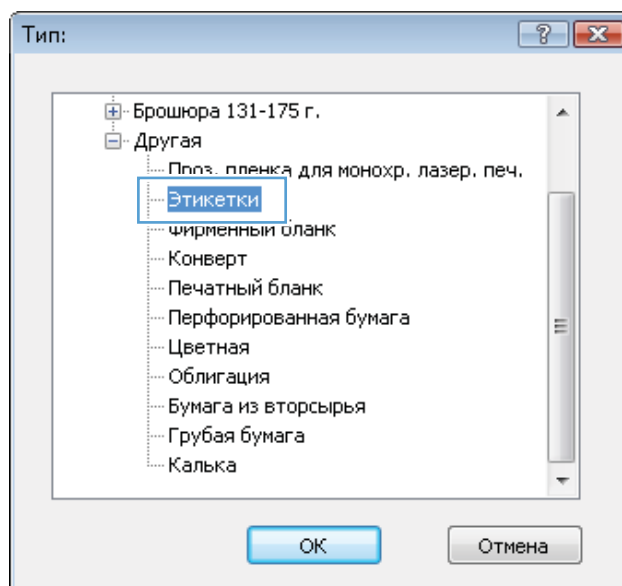 Тип:
Брошюра 131-175 г.
Другая
Проз. пленка для монохр. лазер. печ.
Этикетки
Фирменный бланк
Конверт
Печатный бланк
Перфорированная бумага
Цветная
Облигация
Бумага из вторсырья
Грубая бумага
Калька
ОК
Отмена